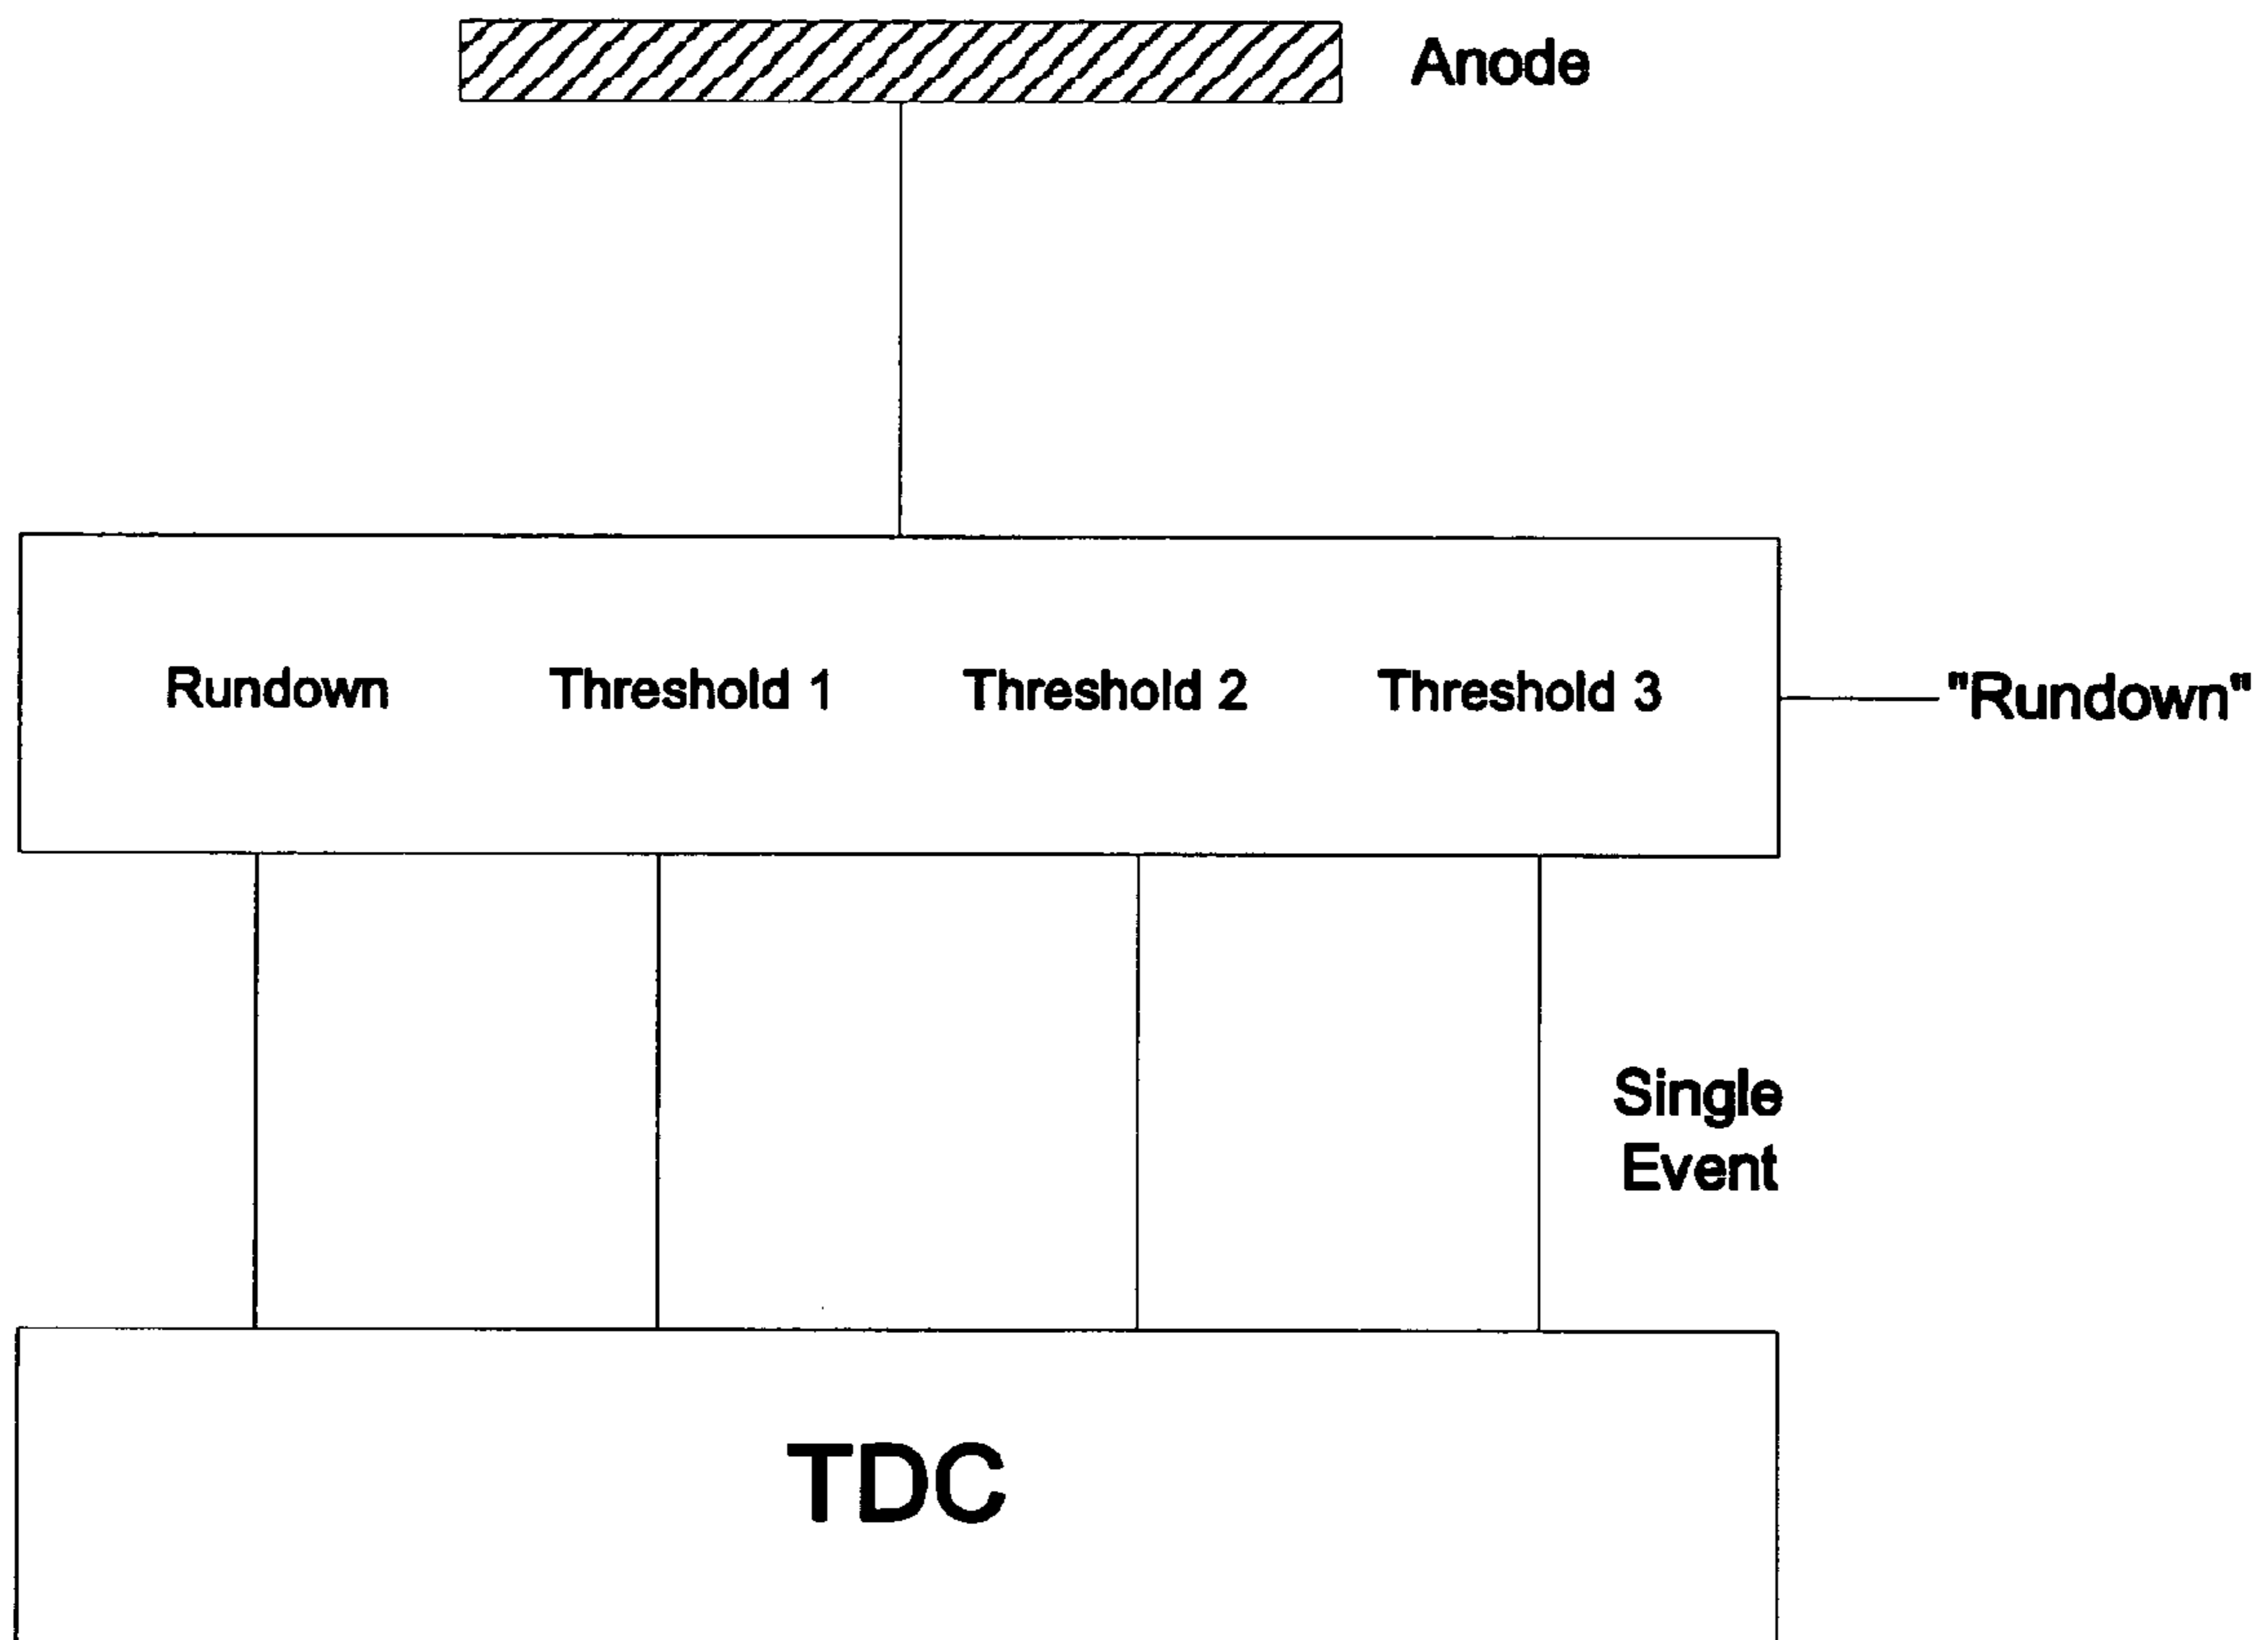 Anode
Rundown
Threshold 1
Threshold 2
Threshold 3
"Rundown"
Single
Event
TDC